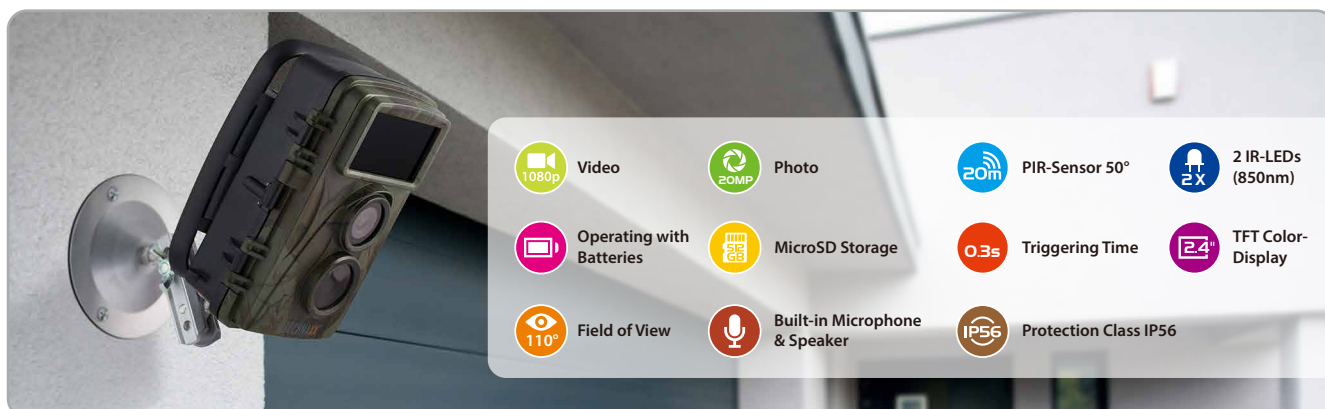 1080p
Video
20MP
Photo
20m
PIR-Sensor 50°
2 X
2 IR-LEDs
(850nm)
Operating with
Batteries
512
GB
MicroSD Storage
0.3s
Triggering Time
2.4"
TFT Color-
Display
110°
Field of View
Built-in Microphone
& Speaker
IP56
Protection Class IP56